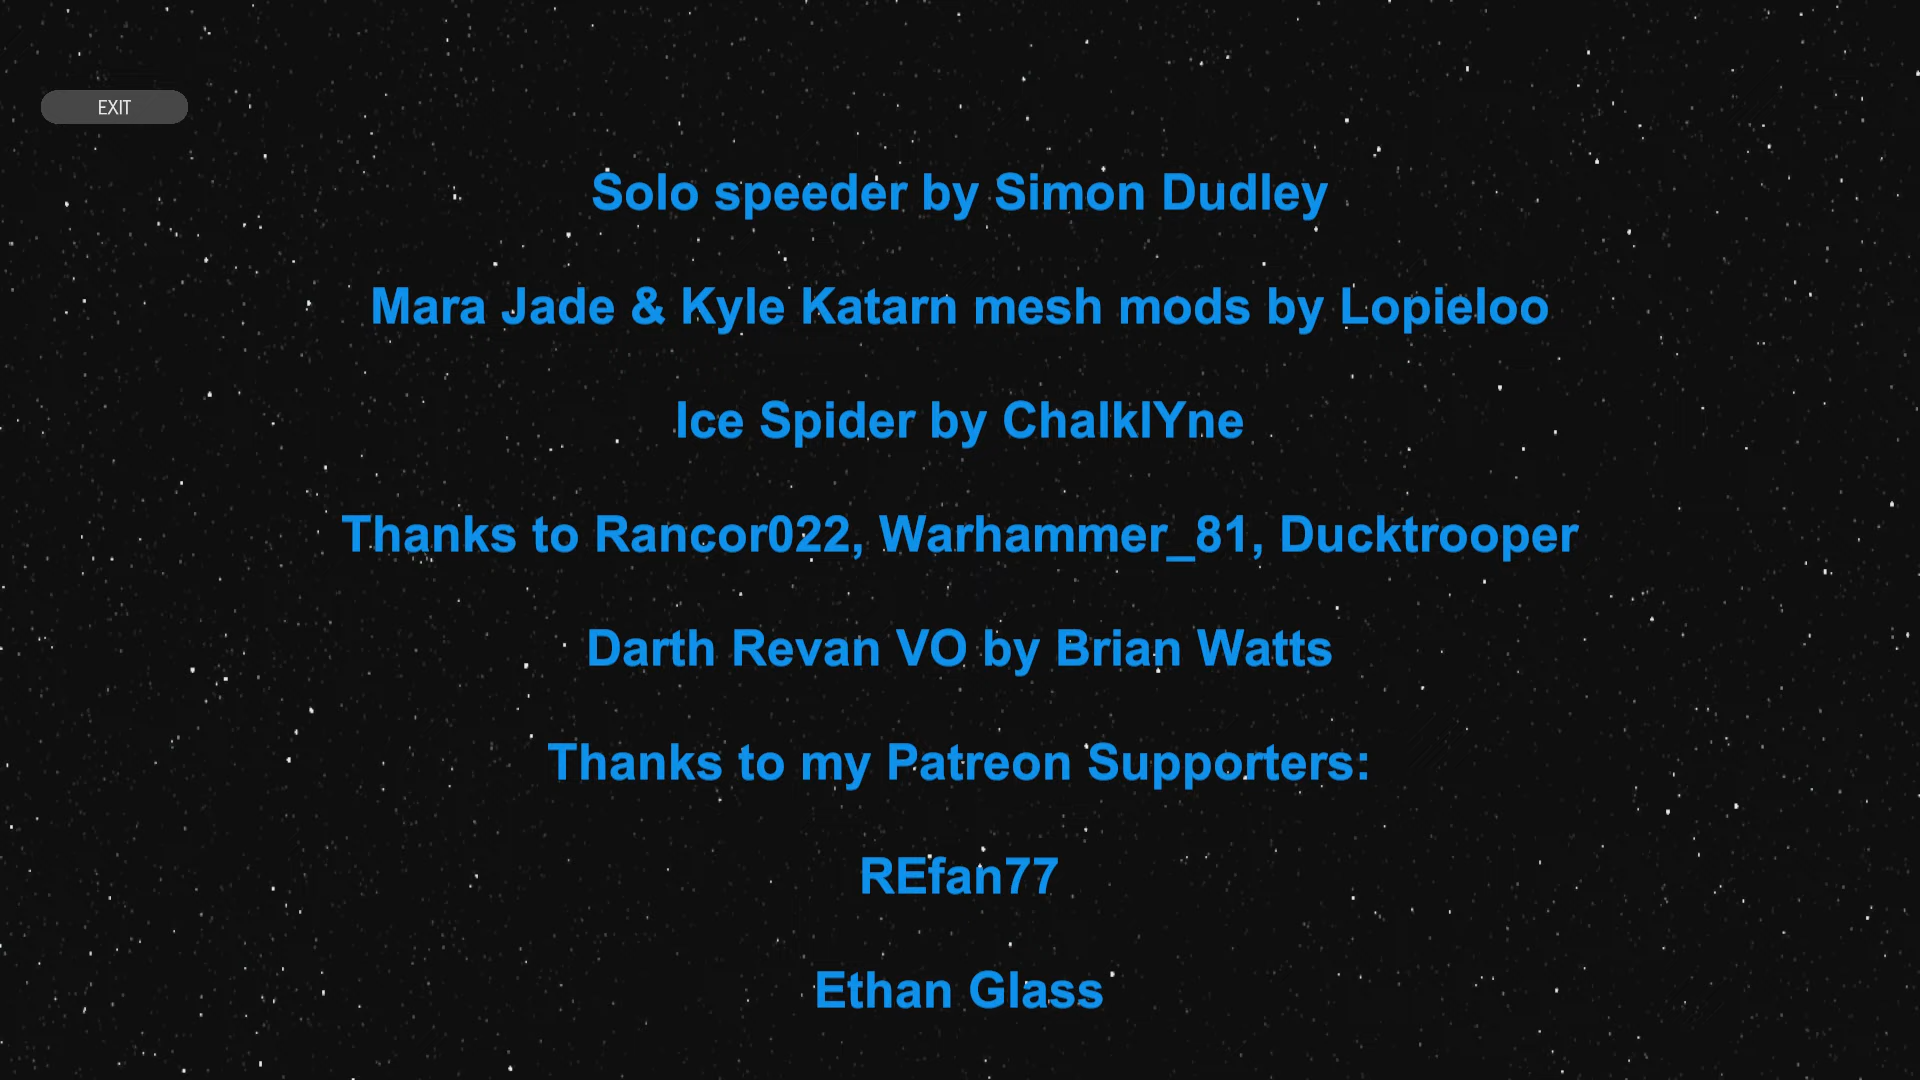 EXIT
Solo speeder by Simon Dudley
Mara Jade & Kyle Katarn mesh mods by Lopieloo
Ice Spider by ChalklYne
Thanks to Rancor022, Warhammer_81, Ducktrooper
Darth Revan VO by Brian Watts
Thanks to my Patreon Supporters:
REfan77
Ethan Glass